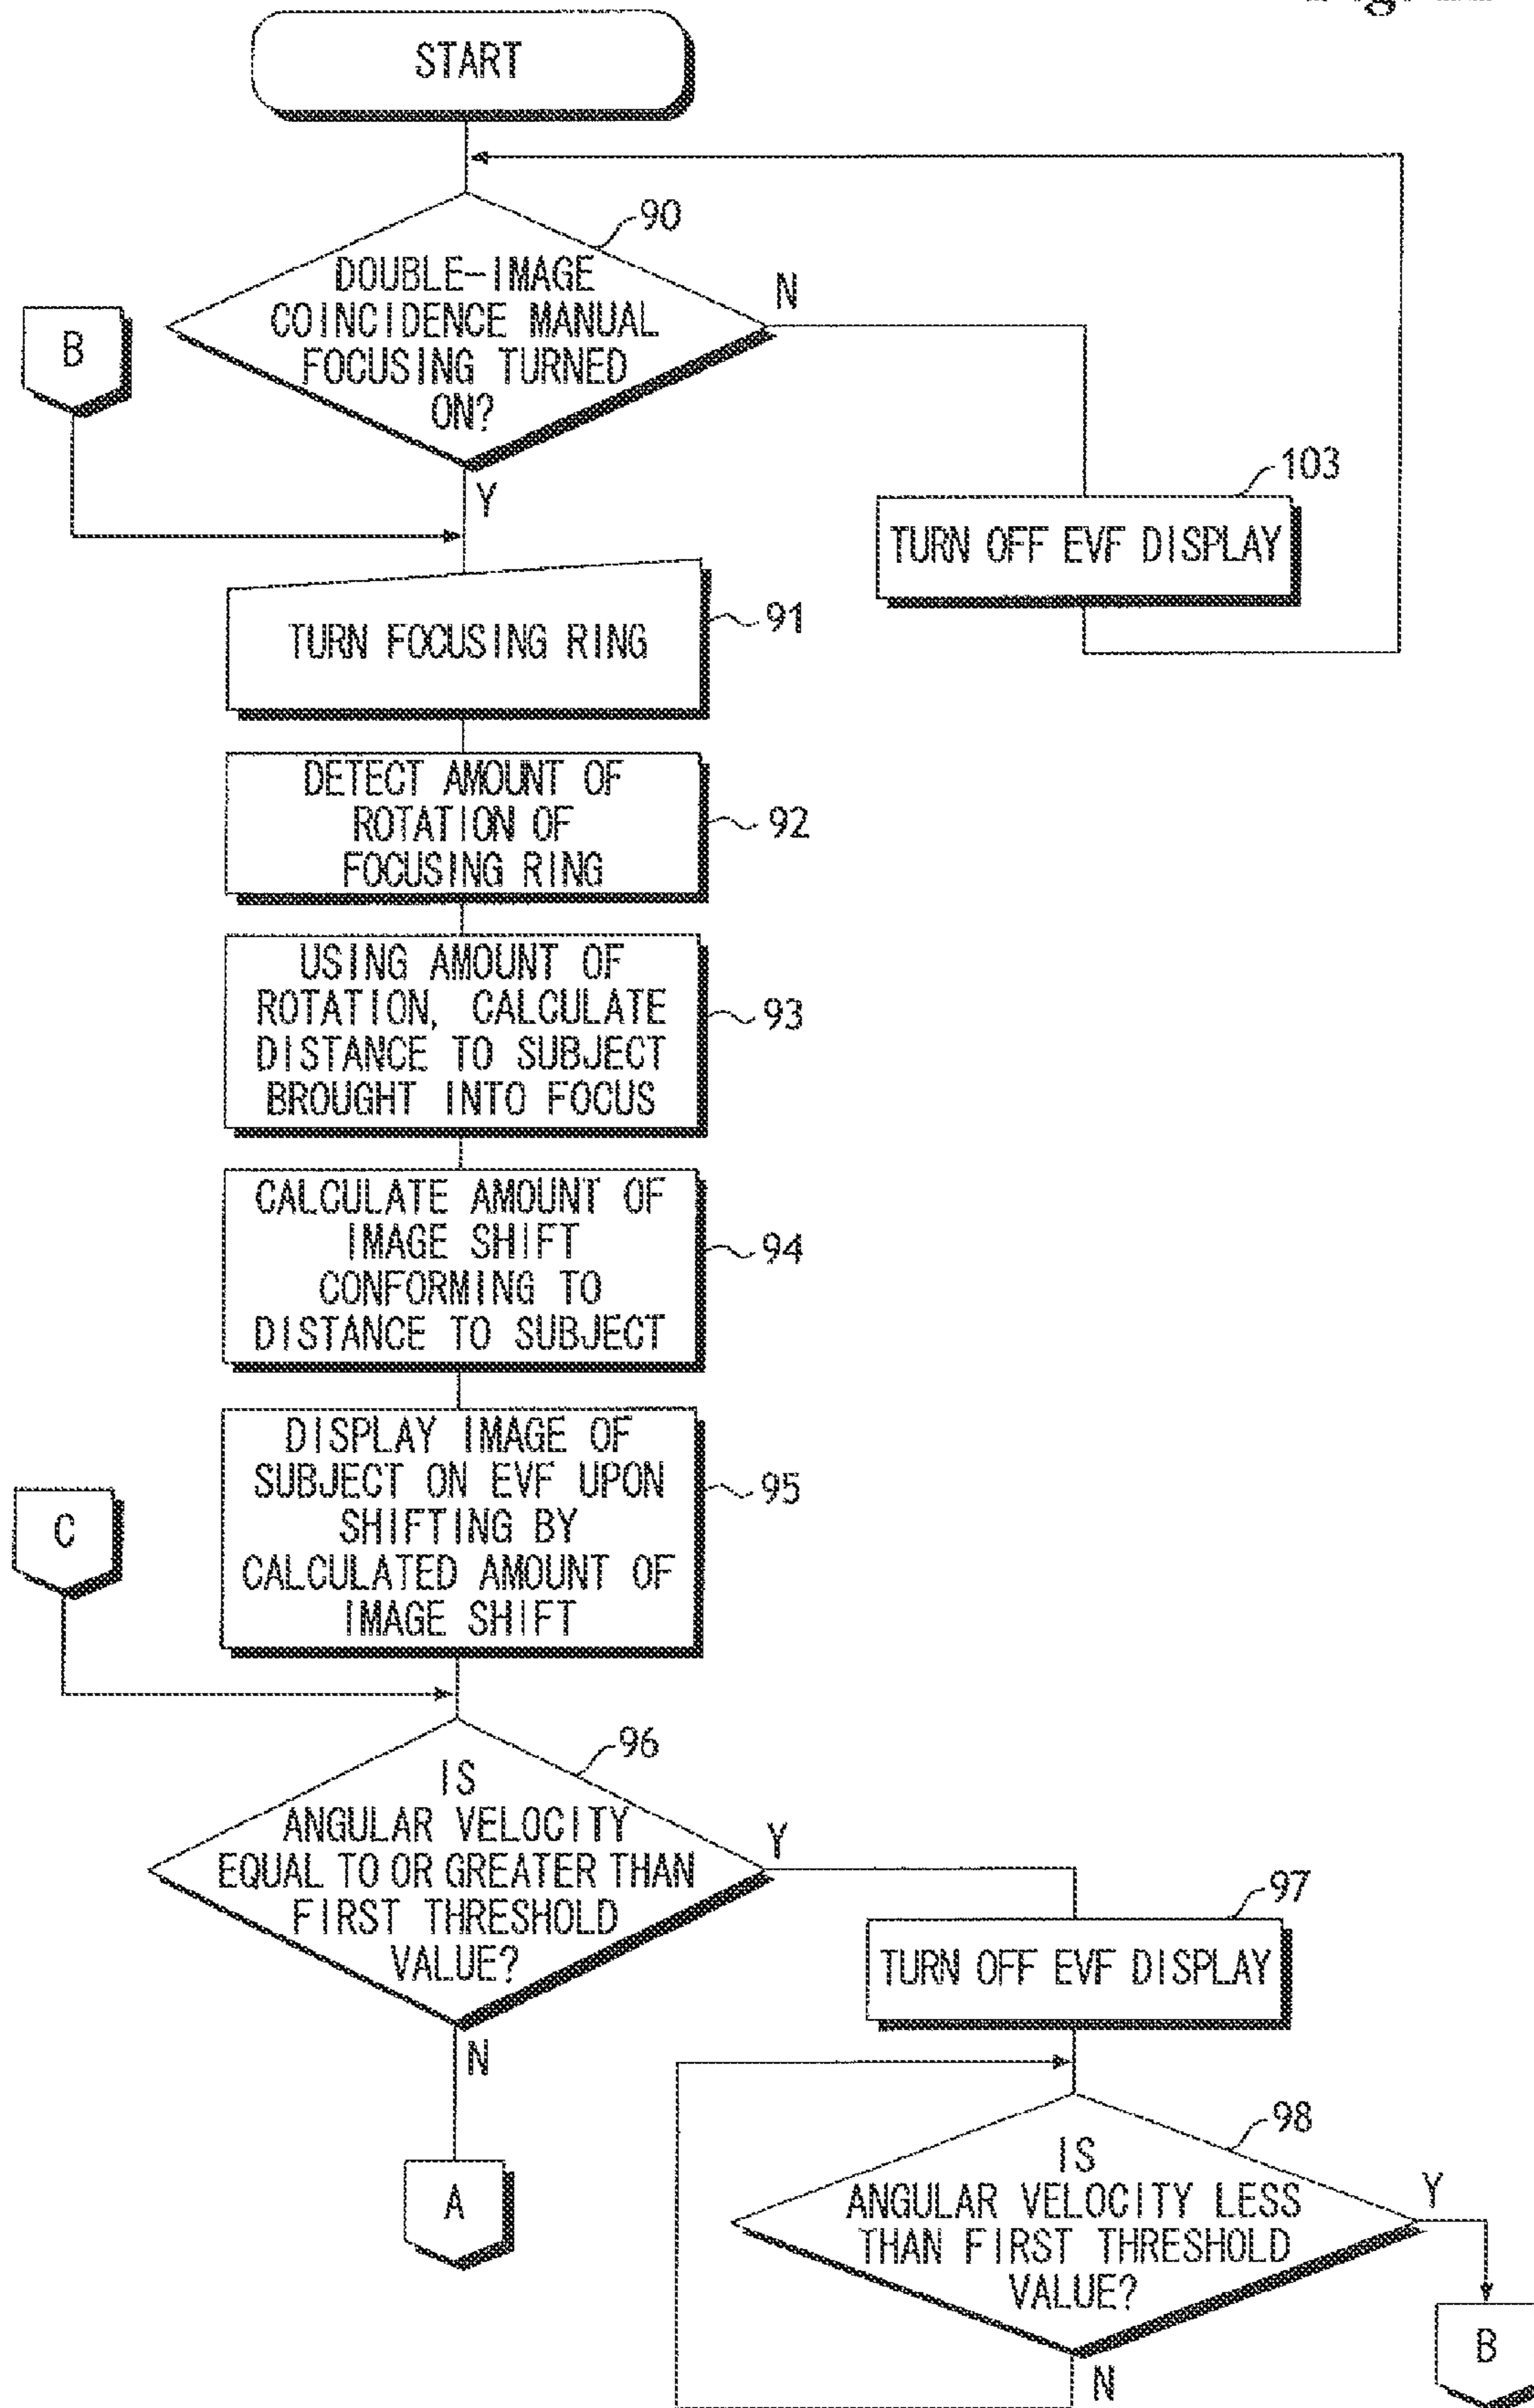 START
90
DOUBLE-IMAGE
COINCIDENCE MANUAL
FOCUSING TURNED
ON?
N
B
Y
103
TURN OFF EVF DISPLAY
TURN FOCUSING RING
91
DETECT AMOUNT OF
ROTATION OF
FOCUSING RING
92
USING AMOUNT OF
ROTATION, CALCULATE
DISTANCE TO SUBJECT
BROUGHT INTO FOCUS
93
CALCULATE AMOUNT OF
IMAGE SHIFT
CONFORMING TO
DISTANCE TO SUBJECT
94
DISPLAY IMAGE OF
SUBJECT ON EVF UPON
SHIFTING BY
CALCULATED AMOUNT OF
IMAGE SHIFT
95
C
96
IS
ANGULAR VELOCITY
EQUAL TO OR GREATER THAN
FIRST THRESHOLD
VALUE?
Y
97
TURN OFF EVF DISPLAY
N
A
98
IS
ANGULAR VELOCITY LESS
THAN FIRST THRESHOLD
VALUE?
Y
B
N